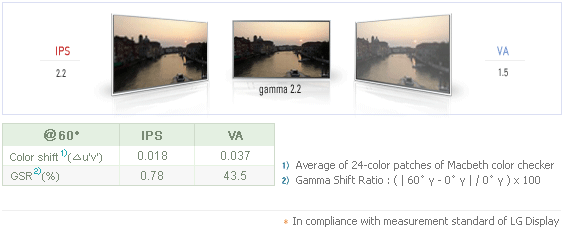 IPS
2.2
gamma 2.2
VA
1.5
@60° IPS VA
Color shift 1)(△u'v') 0.018 0.037
GSR2)(%) 0.78 43.5
1) Average of 24-color patches of Macbeth color checker
2) Gamma Shift Ratio : ( | 60˚ γ - 0˚ γ | / 0˚ γ ) x 100
* In compliance with measurement standard of LG Display